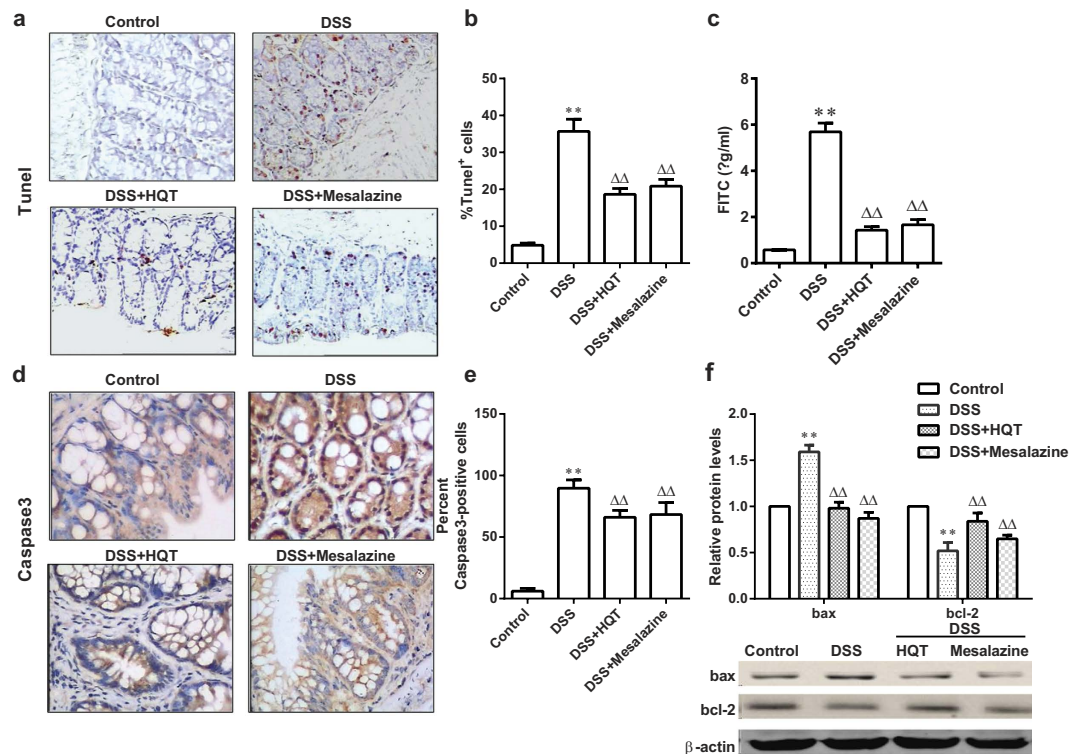 a
Control
DSS
Tunel
DSS+HQT
DSS+Mesalazine
b
50
40
30
20
10
0
%Tunel⁺ cells
**
ΔΔ
ΔΔ
Control
DSS
DSS+HQT
DSS+Mesalazine
c
8
6
4
2
0
FITC (?g/ml)
**
ΔΔ
ΔΔ
Control
DSS
DSS+HQT
DSS+Mesalazine
d
Control
DSS
Caspase3
DSS+HQT
DSS+Mesalazine
e
150
100
50
0
Percent
Caspase3-positive cells
**
ΔΔ
ΔΔ
Control
DSS
DSS+HQT
DSS+Mesalazine
f
Control
DSS
DSS+HQT
DSS+Mesalazine
2.0
1.5
1.0
0.5
0.0
Relative protein levels
**
ΔΔ
ΔΔ
**
ΔΔ
ΔΔ
bax
bcl-2
DSS
Control
DSS
HQT
Mesalazine
bax
bcl-2
β-actin